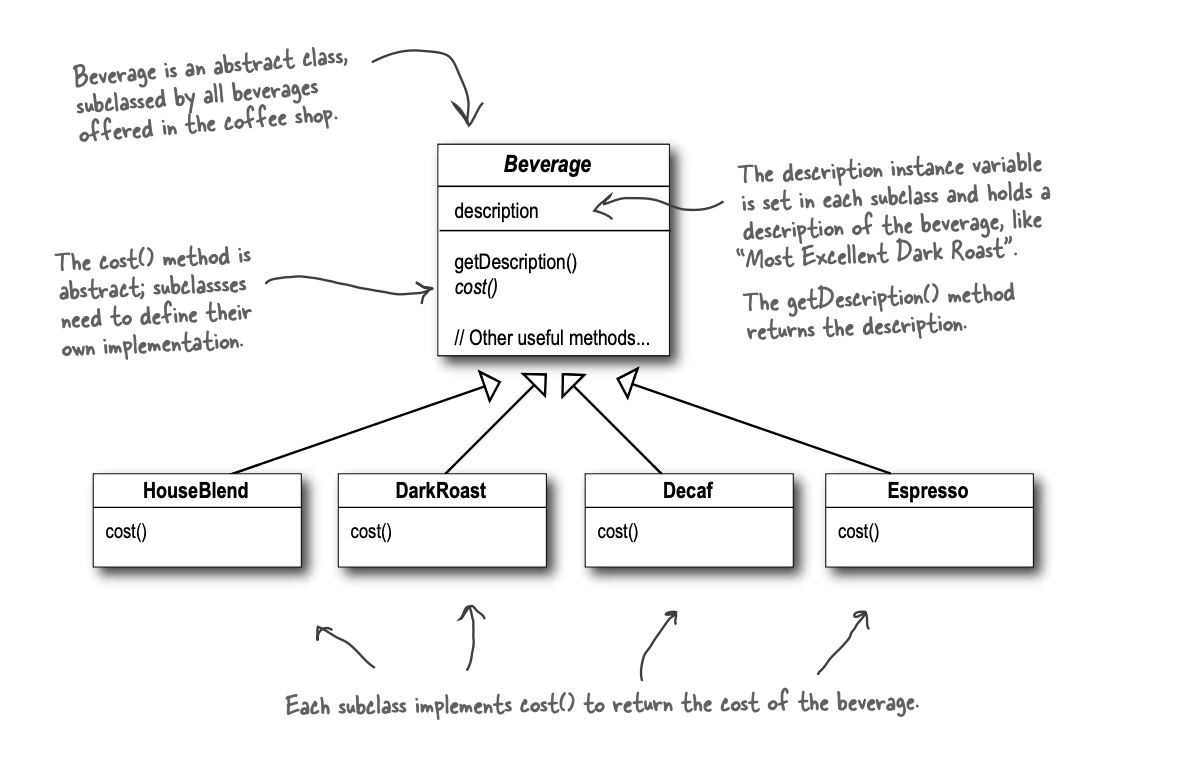 Beverage is an abstract class,
subclassed by all beverages
offered in the coffee shop.
Beverage
description
getDescription()
cost()
// Other useful methods...
The description instance variable
is set in each subclass and holds a
description of the beverage, like
“Most Excellent Dark Roast”.
The getDescription() method
returns the description.
The cost() method is
abstract; subclassses
need to define their
own implementation.
HouseBlend
cost()
DarkRoast
cost()
Decaf
cost()
Espresso
cost()
Each subclass implements cost() to return the cost of the beverage.